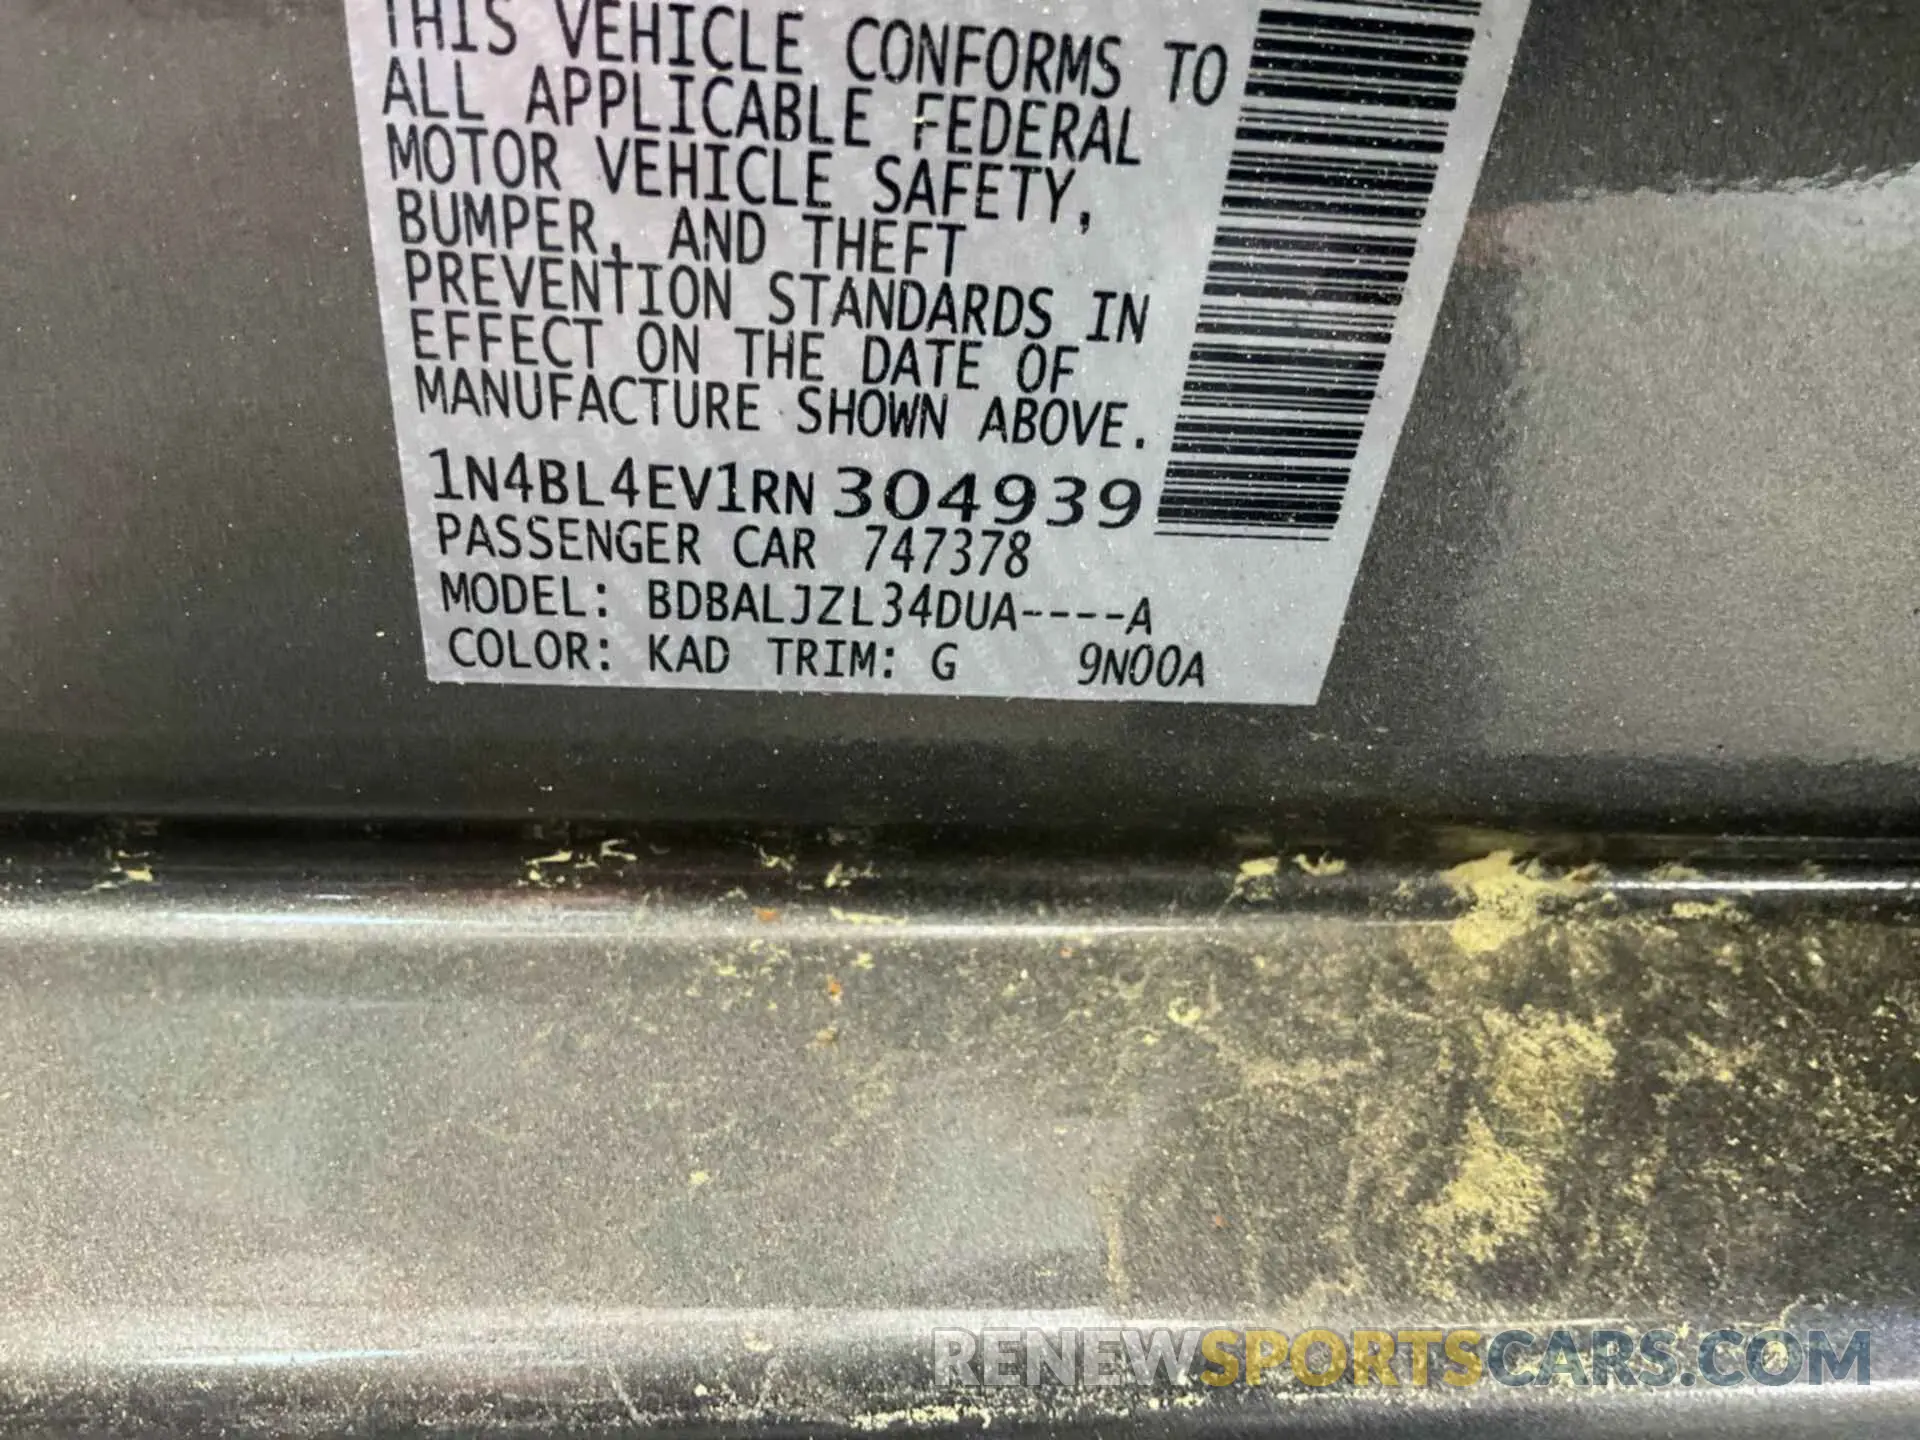 THIS VEHICLE CONFORMS TO
ALL APPLICABLE FEDERAL
MOTOR VEHICLE SAFETY,
BUMPER, AND THEFT
PREVENTION STANDARDS IN
EFFECT ON THE DATE OF
MANUFACTURE SHOWN ABOVE.
1N4BL4EV1RN304939
PASSENGER CAR 747378
MODEL: BDBALJZL34DUA----A
COLOR: KAD TRIM: G 9N00A
RENEWSPORTSCARS.COM